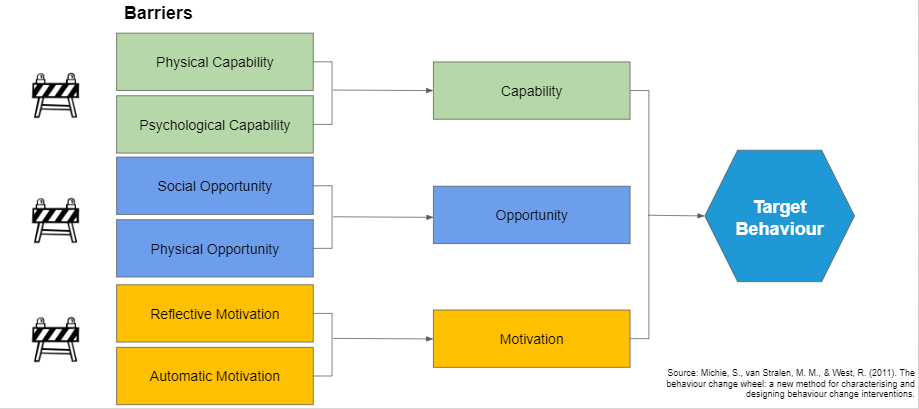 Barriers
Physical Capability
Psychological Capability
Social Opportunity
Physical Opportunity
Reflective Motivation
Automatic Motivation
Capability
Opportunity
Motivation
Target
Behaviour
Source: Michie, S., van Stralen, M. M., & West, R. (2011). The
behaviour change wheel: a new method for characterising and
designing behaviour change interventions.